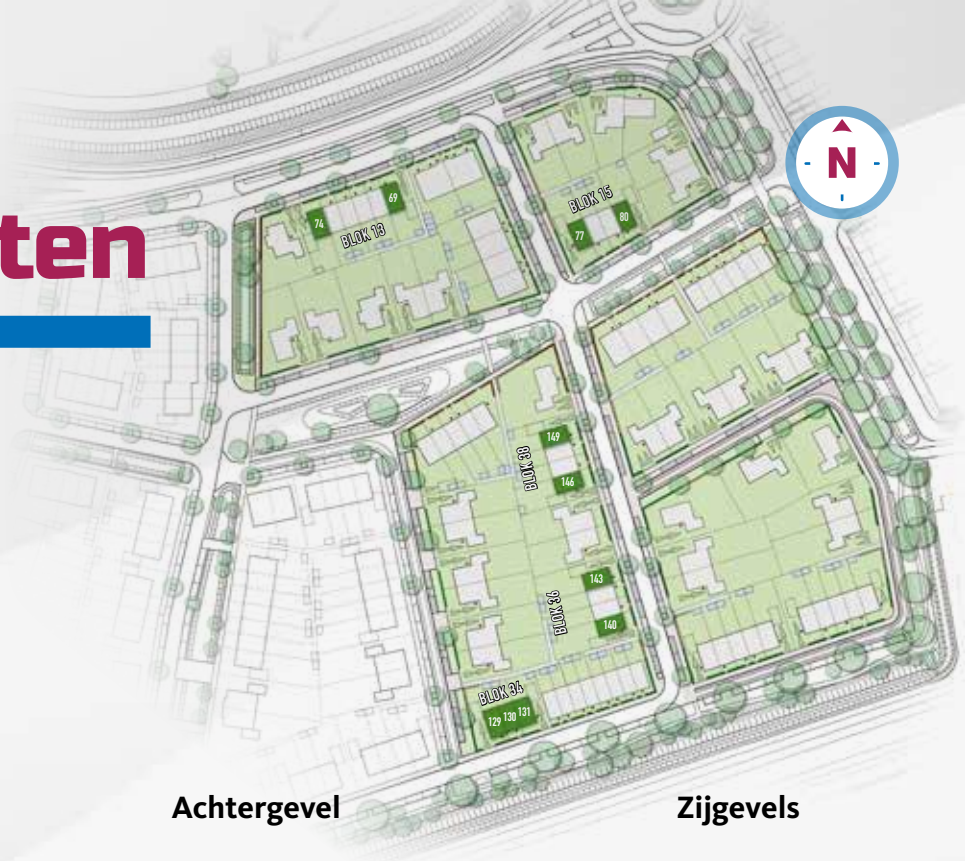 ten
N
69
74
BLOK 13
BLOK 15
80
77
149
BLOK 38
146
143
BLOK 36
140
BLOK 34
129 130 131
Achtergevel
Zijgevels